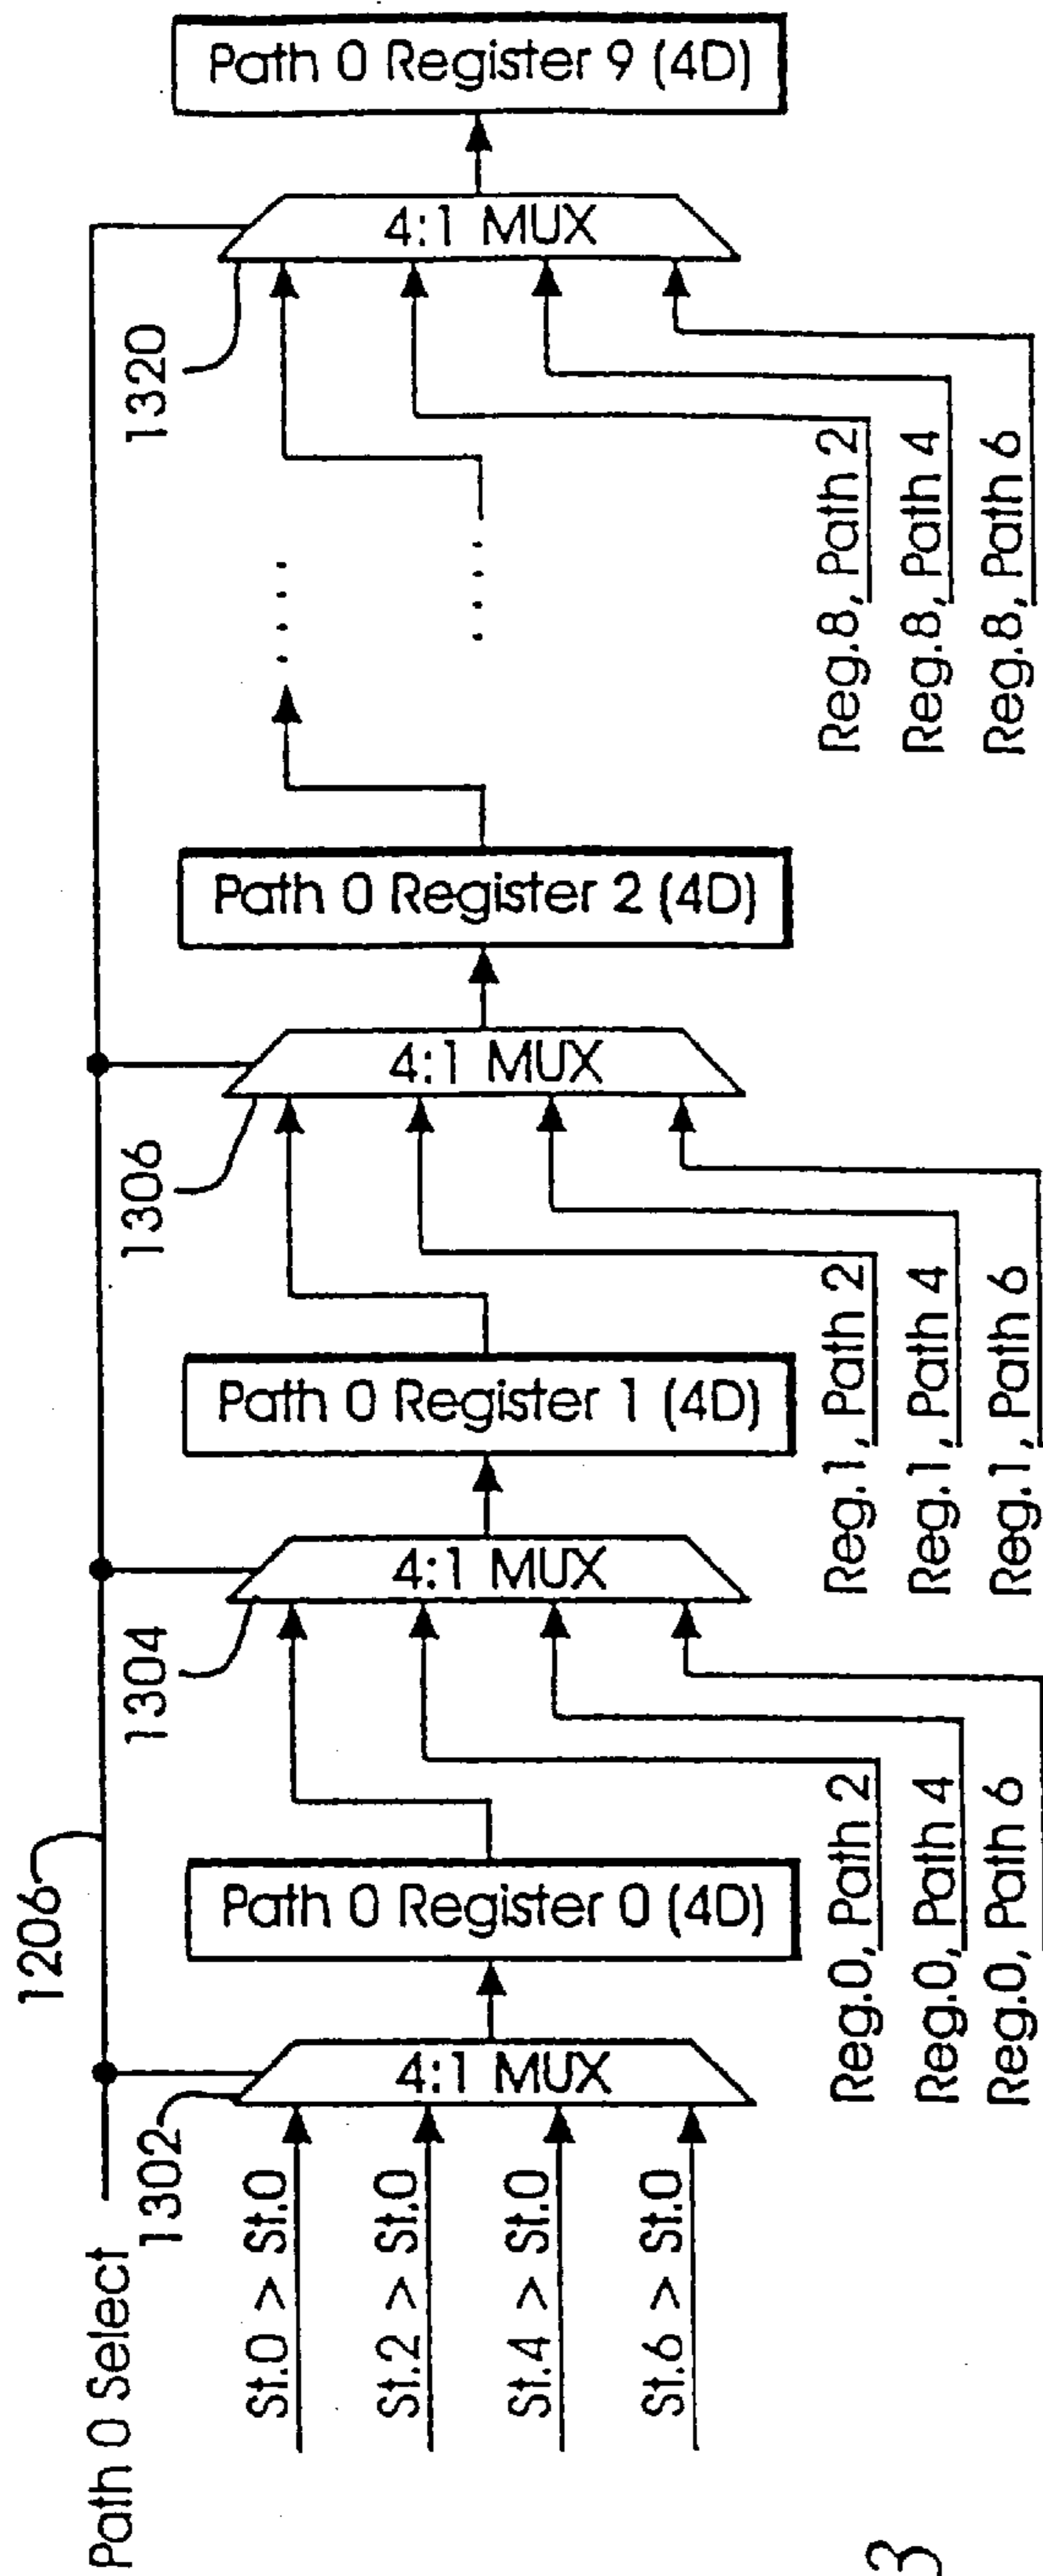 Path 0 Select
1206
1302
St.0 > St.0
St.2 > St.0
St.4 > St.0
St.6 > St.0
4:1 MUX
Path 0 Register 0 (4D)
Reg.0, Path 2
Reg.0, Path 4
Reg.0, Path 6
1304
4:1 MUX
Path 0 Register 1 (4D)
Reg.1, Path 2
Reg.1, Path 4
Reg.1, Path 6
1306
4:1 MUX
Path 0 Register 2 (4D)
. . . .
. . . .
Reg.8, Path 2
Reg.8, Path 4
Reg.8, Path 6
1320
4:1 MUX
Path 0 Register 9 (4D)
3